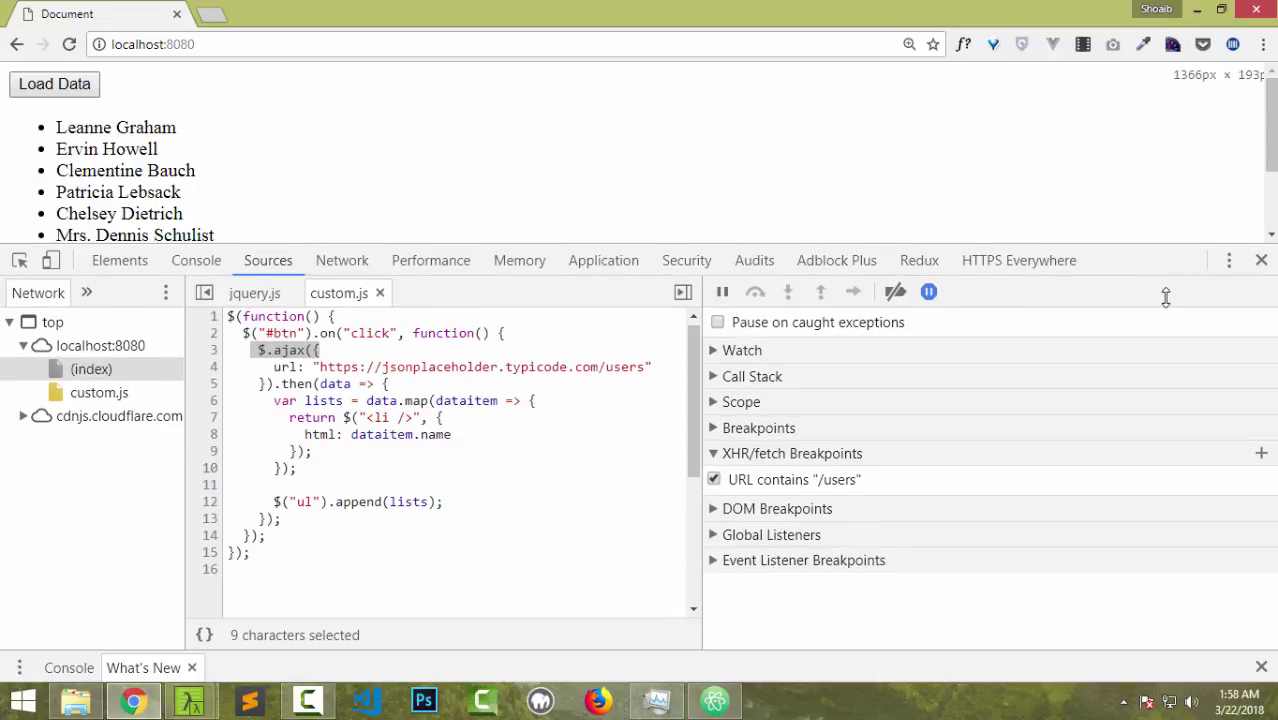 Document
Shoaib
localhost:8080
f?
Load Data
1366px × 193p
Leanne Graham
Ervin Howell
Clementine Bauch
Patricia Lebsack
Chelsey Dietrich
Mrs. Dennis Schulist
Elements Console Sources Network Memory Performance Application Security Audits Adblock Plus Redux HTTPS Everywhere
Network »
jquery.js custom.js
top
localhost:8080
(index)
custom.js
cdnjs.cloudflare.com
1 $(function() {
2 $("#btn").on("click", function() {
3 $.ajax({
4 url: "https://jsonplaceholder.typicode.com/users"
5 }).then(data => {
6 var lists = data.map(dataitem => {
7 return $("<li />", {
8 html: dataitem.name
9 });
10 });
11
12 $("ul").append(lists);
13 });
14 });
15 });
16
{} 9 characters selected
Pause on caught exceptions
Watch
Call Stack
Scope
Breakpoints
XHR/fetch Breakpoints +
URL contains "/users"
DOM Breakpoints
Global Listeners
Event Listener Breakpoints
Console What's New
Ps
1:58 AM
3/22/2018